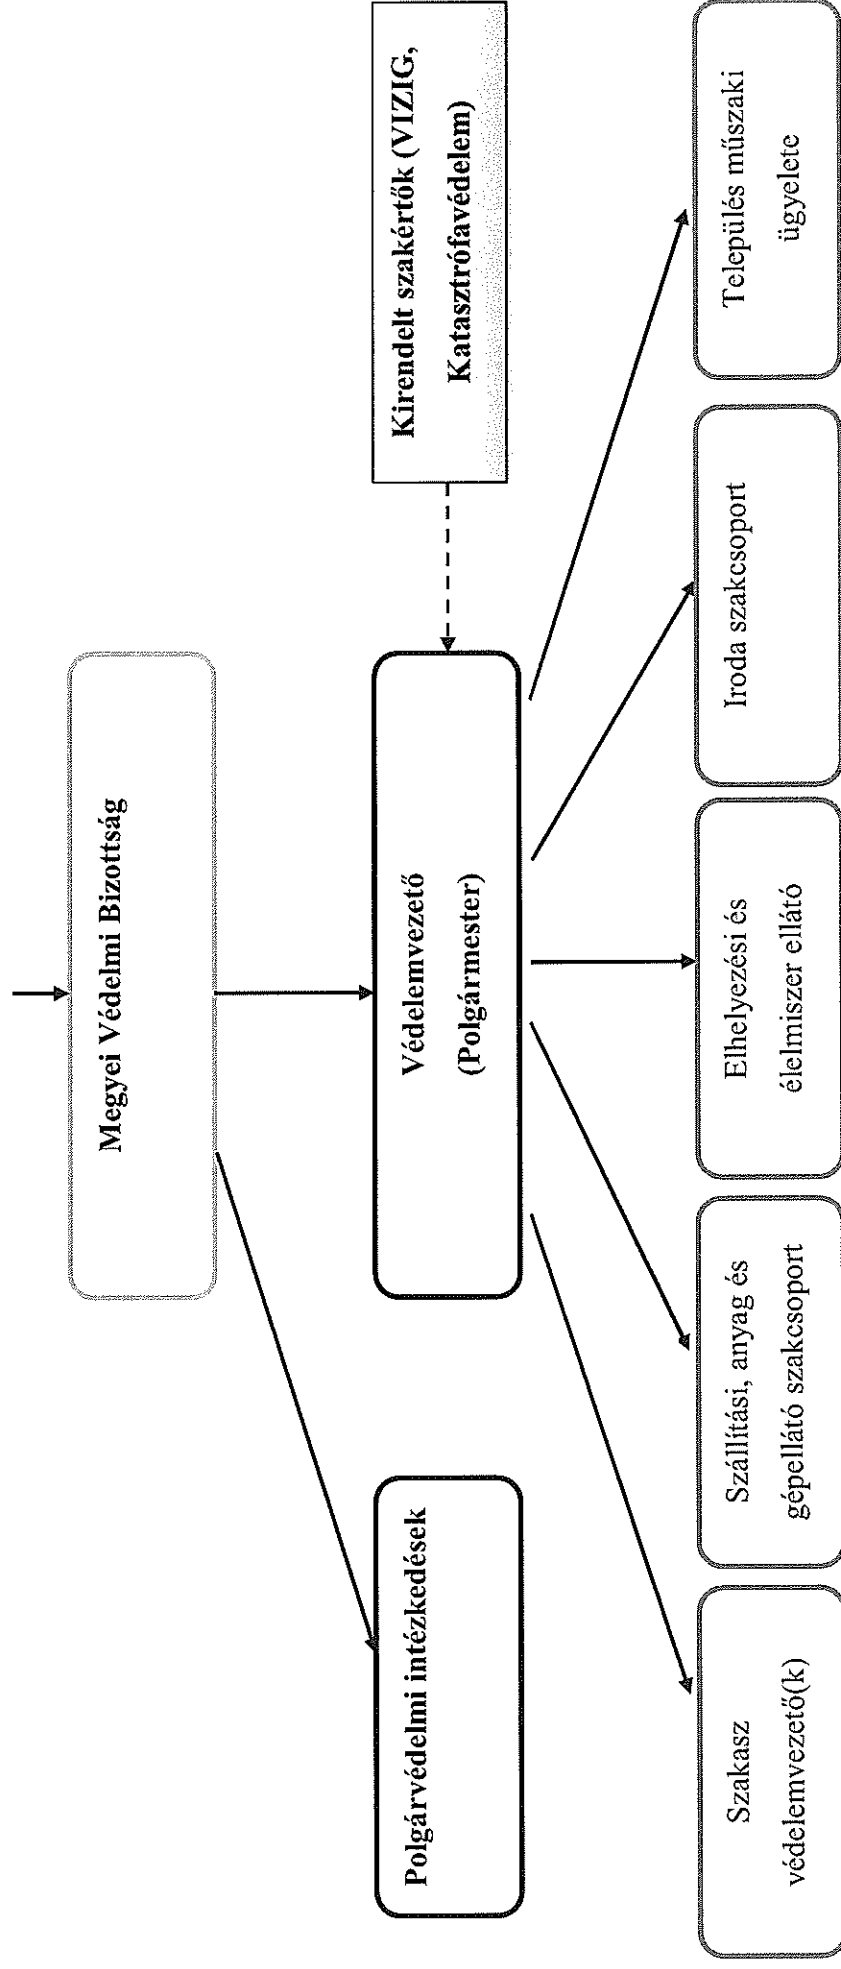 Megyei Védelmi Bizottság
Polgárvédelmi intézkedések
Védelemvezető
(Polgármester)
Kirendelt szakértők (VIZIG,
Katasztrófavédelem)
Szakasz
védelemvezető(k)
Szállítási, anyag és
gépellátó szakcsoport
Elhelyezési és
élelmiszer ellátó
Iroda szakcsoport
Település műszaki
ügyelete